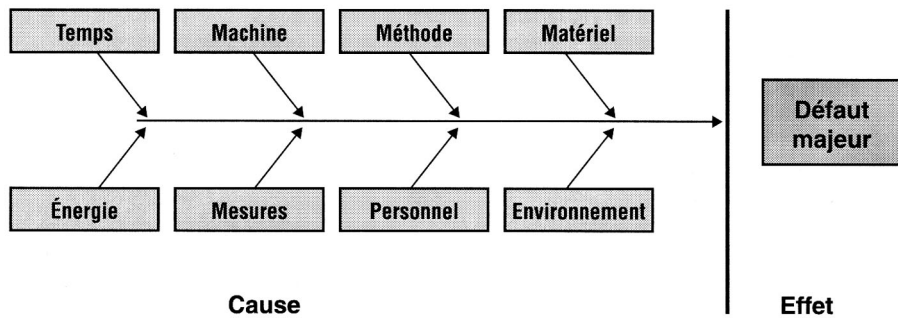 Temps
Machine
Méthode
Matériel
Défaut
majeur
Énergie
Mesures
Personnel
Environnement
Cause
Effet